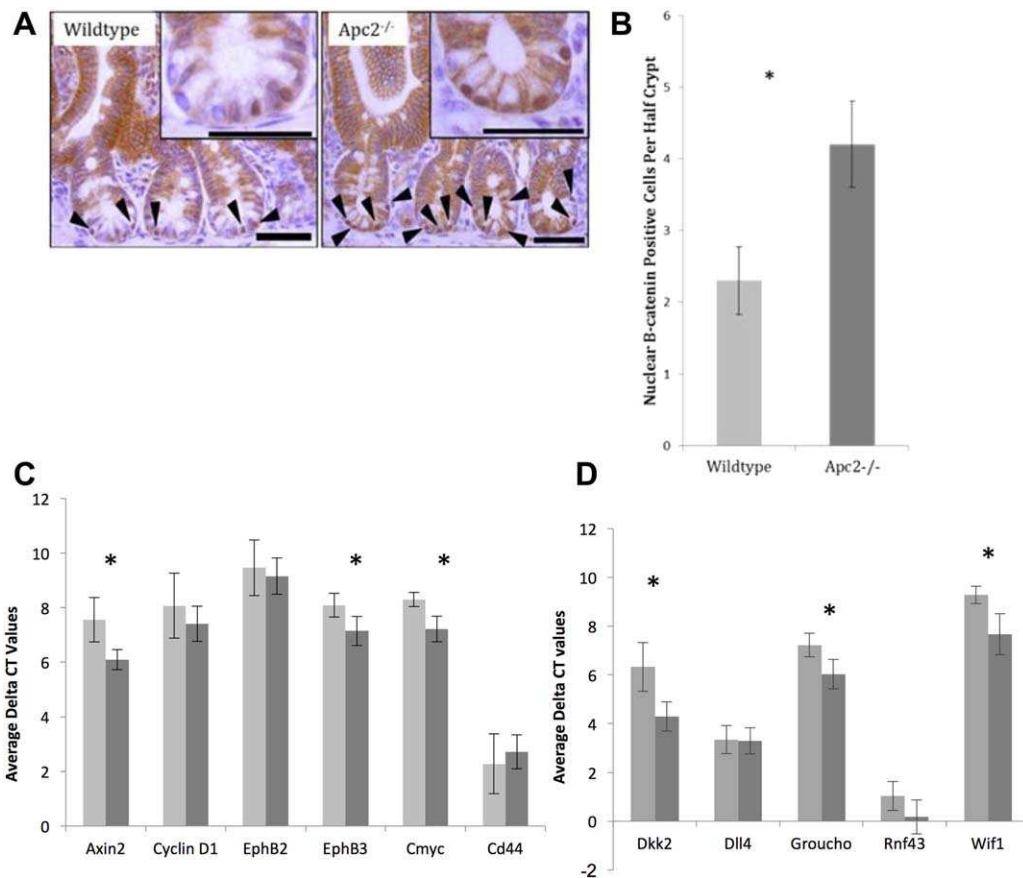 A
Wildtype
Apc2-/-
B
Nuclear B-catenin Positive Cells Per Half Crypt
6
5
4
3
2
1
0
*
Wildtype
Apc2-/-
C
Average Delta CT Values
12
10
8
6
4
2
0
*
*
*
Axin2 Cyclin D1 EphB2 EphB3 Cmyc Cd44
D
Average Delta CT Values
12
10
8
6
4
2
0
-2
*
*
*
Dkk2 Dll4 Groucho Rnf43 Wif1